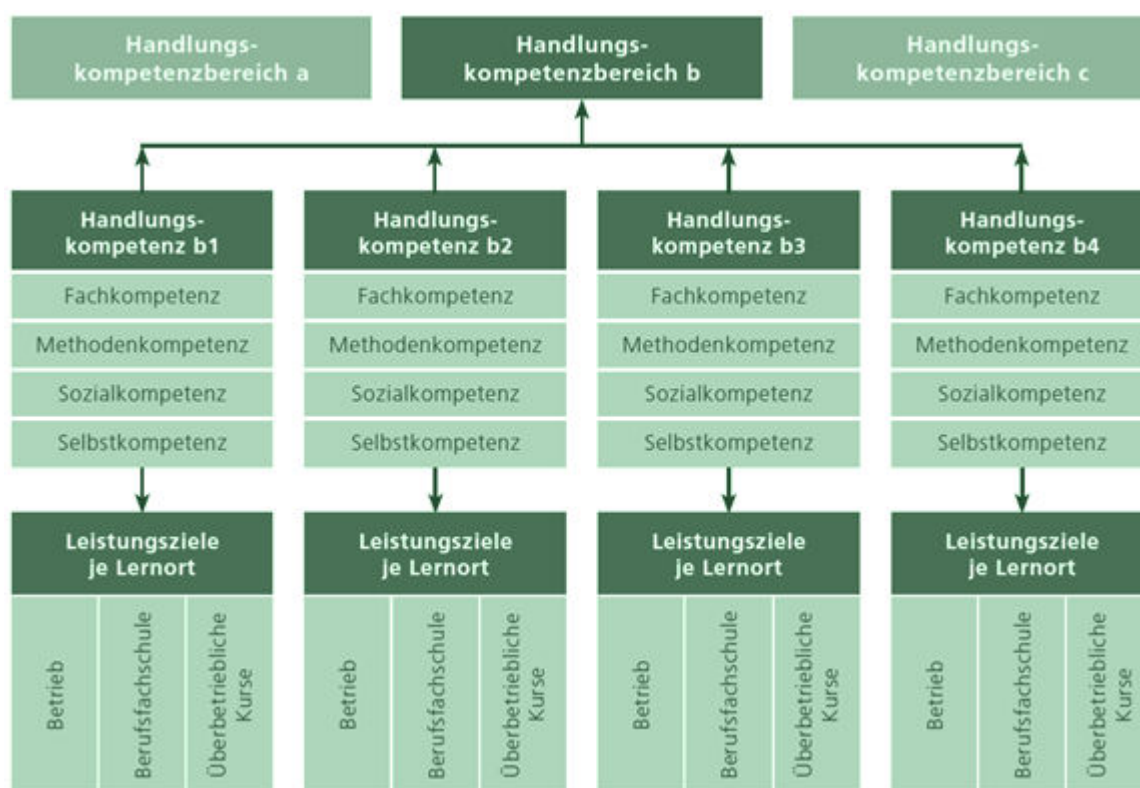 Handlungs-
kompetenzbereich a
Handlungs-
kompetenzbereich b
Handlungs-
kompetenzbereich c
Handlungs-
kompetenz b1
Fachkompetenz
Methodenkompetenz
Sozialkompetenz
Selbstkompetenz
Leistungsziele
je Lernort
Betrieb
Berufsfachschule
Überbetriebliche
Kurse
Handlungs-
kompetenz b2
Fachkompetenz
Methodenkompetenz
Sozialkompetenz
Selbstkompetenz
Leistungsziele
je Lernort
Betrieb
Berufsfachschule
Überbetriebliche
Kurse
Handlungs-
kompetenz b3
Fachkompetenz
Methodenkompetenz
Sozialkompetenz
Selbstkompetenz
Leistungsziele
je Lernort
Betrieb
Berufsfachschule
Überbetriebliche
Kurse
Handlungs-
kompetenz b4
Fachkompetenz
Methodenkompetenz
Sozialkompetenz
Selbstkompetenz
Leistungsziele
je Lernort
Betrieb
Berufsfachschule
Überbetriebliche
Kurse